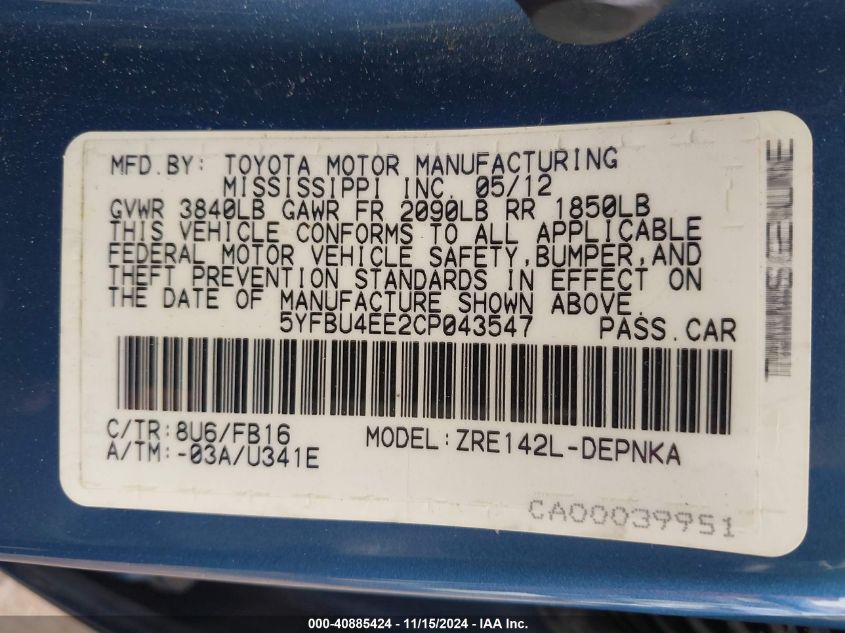 MFD.BY: TOYOTA MOTOR MANUFACTURING
MISSISSIPPI INC. 05/12
GVWR 3840LB GAWR FR 2090LB RR 1850LB
THIS VEHICLE CONFORMS TO ALL APPLICABLE
FEDERAL MOTOR VEHICLE SAFETY,BUMPER,AND
THEFT PREVENTION STANDARDS IN EFFECT ON
THE DATE OF MANUFACTURE SHOWN ABOVE.
5YFBU4EE2CP043547 PASS.CAR
C/TR:8U6/FB16 MODEL:ZRE142L-DEPNKA
A/TM:-03A/U341E
CA00039951
000-40885424 - 11/15/2024 - IAA Inc.